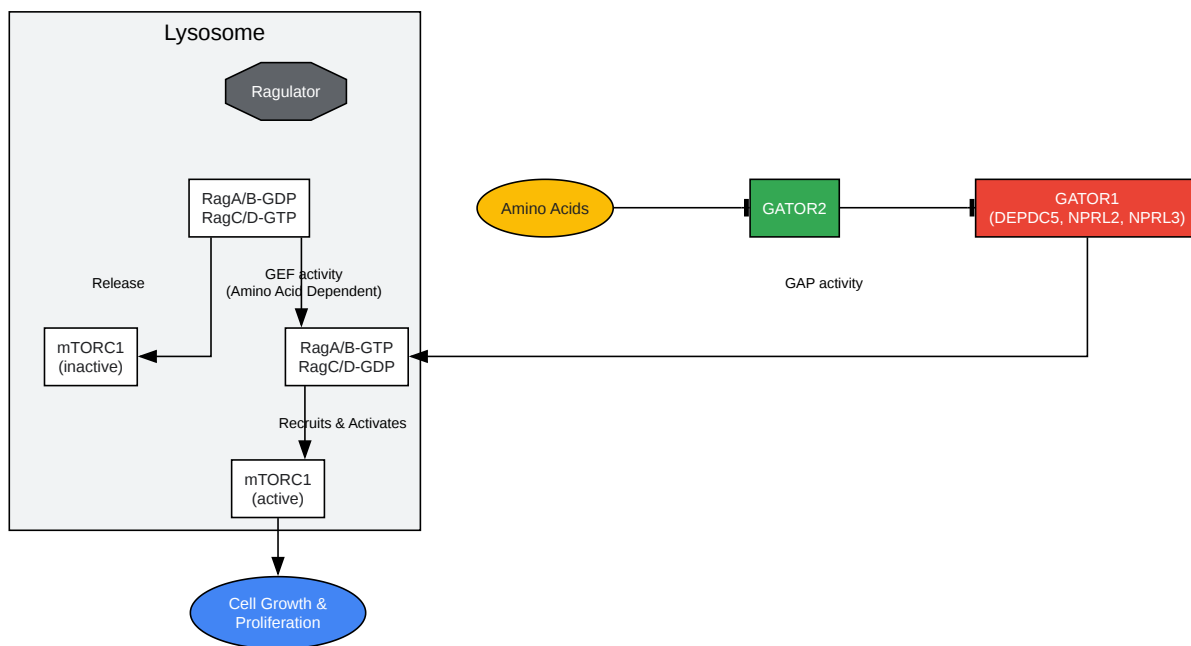 Lysosome
Ragulator
RagA/B-GDP
RagC/D-GTP
Amino Acids
GATOR2
GATOR1
(DEPDC5, NPRL2, NPRL3)
Release
GEF activity
(Amino Acid Dependent)
GAP activity
mTORC1
(inactive)
RagA/B-GTP
RagC/D-GDP
Recruits & Activates
mTORC1
(active)
Cell Growth &
Proliferation